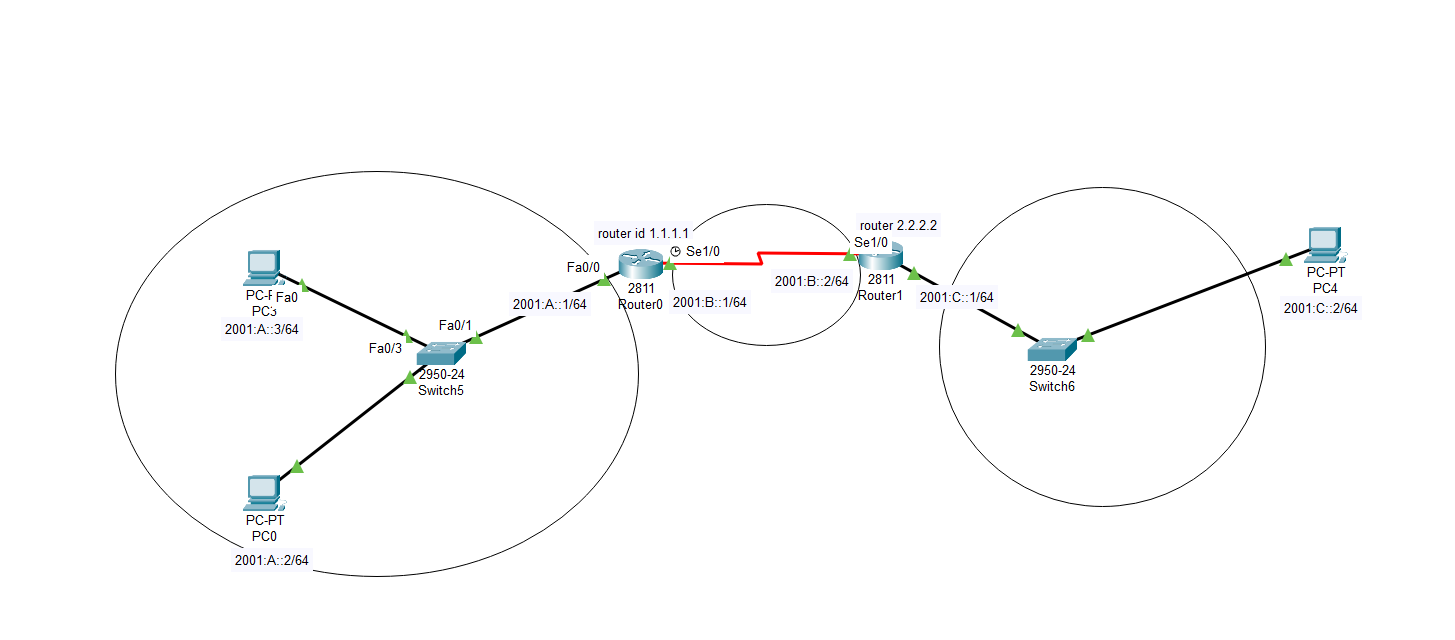 router id 1.1.1.1
router 2.2.2.2
Se1/0
Se1/0
Fa0/0
2811
Router0
2811
Router1
2001:A::1/64
2001:B::1/64
2001:B::2/64
2001:C::1/64
PC-PT
PC4
2001:C::2/64
Fa0
PC3
2001:A::3/64
Fa0/1
Fa0/3
2950-24
Switch5
2950-24
Switch6
PC-PT
PC0
2001:A::2/64